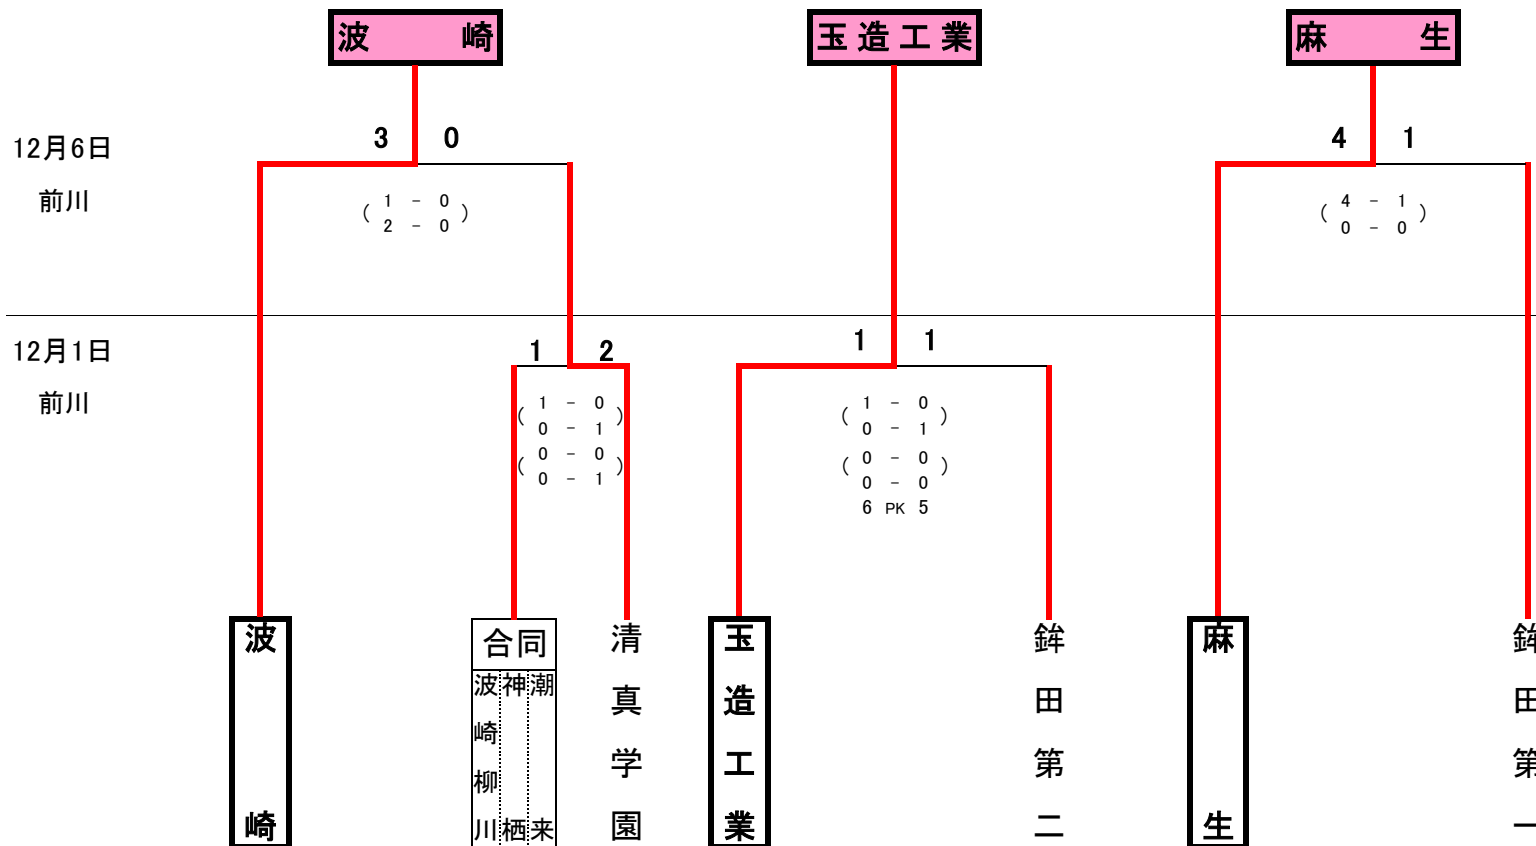 波崎 玉造工業 麻生
12月6日 3 0 4 1
前川
( 1 - 0 ) ( 4 - 1 )
( 2 - 0 ) ( 0 - 0 )
12月1日 1 2 1 1
前川
( 1 - 0 ) ( 1 - 0 )
( 0 - 1 ) ( 0 - 1 )
( 0 - 0 ) ( 0 - 0 )
( 0 - 1 ) ( 0 - 0 )
6 PK 5
波崎
合同
波崎柳川
神栖
潮来
清真学園
玉造工業
鉾田第二
麻生
鉾田第一